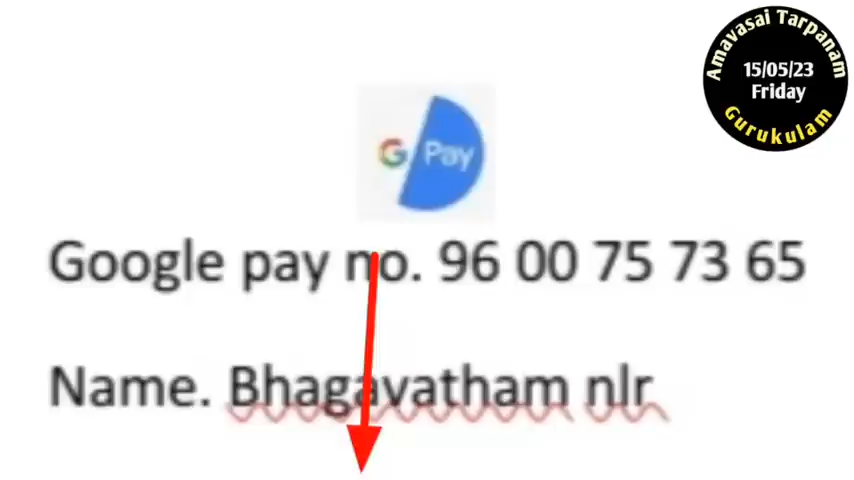 Amavasai Tarpanam
15/05/23
Friday
Gurukulam
G Pay
Google pay no. 96 00 75 73 65
Name. Bhagavatham nlr